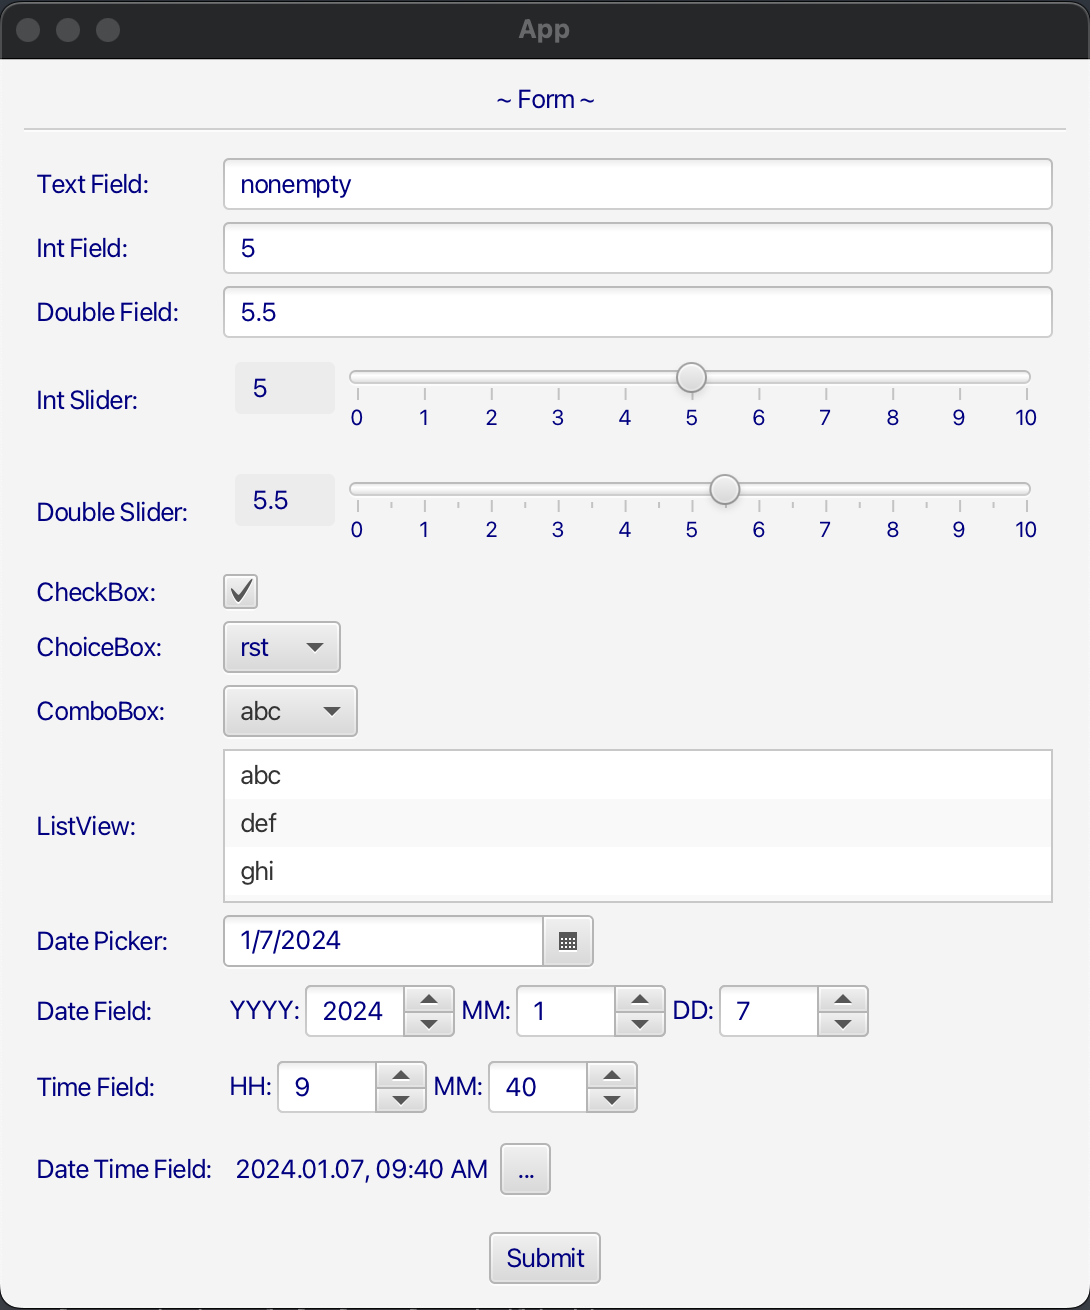 App
~ Form ~
Text Field: nonempty
Int Field: 5
Double Field: 5.5
Int Slider: 5
0 1 2 3 4 5 6 7 8 9 10
Double Slider: 5.5
0 1 2 3 4 5 6 7 8 9 10
CheckBox:
ChoiceBox: rst
ComboBox: abc
abc
ListView:
def
ghi
Date Picker: 1/7/2024
Date Field: YYYY: 2024 MM: 1 DD: 7
Time Field: HH: 9 MM: 40
Date Time Field: 2024.01.07, 09:40 AM ...
Submit